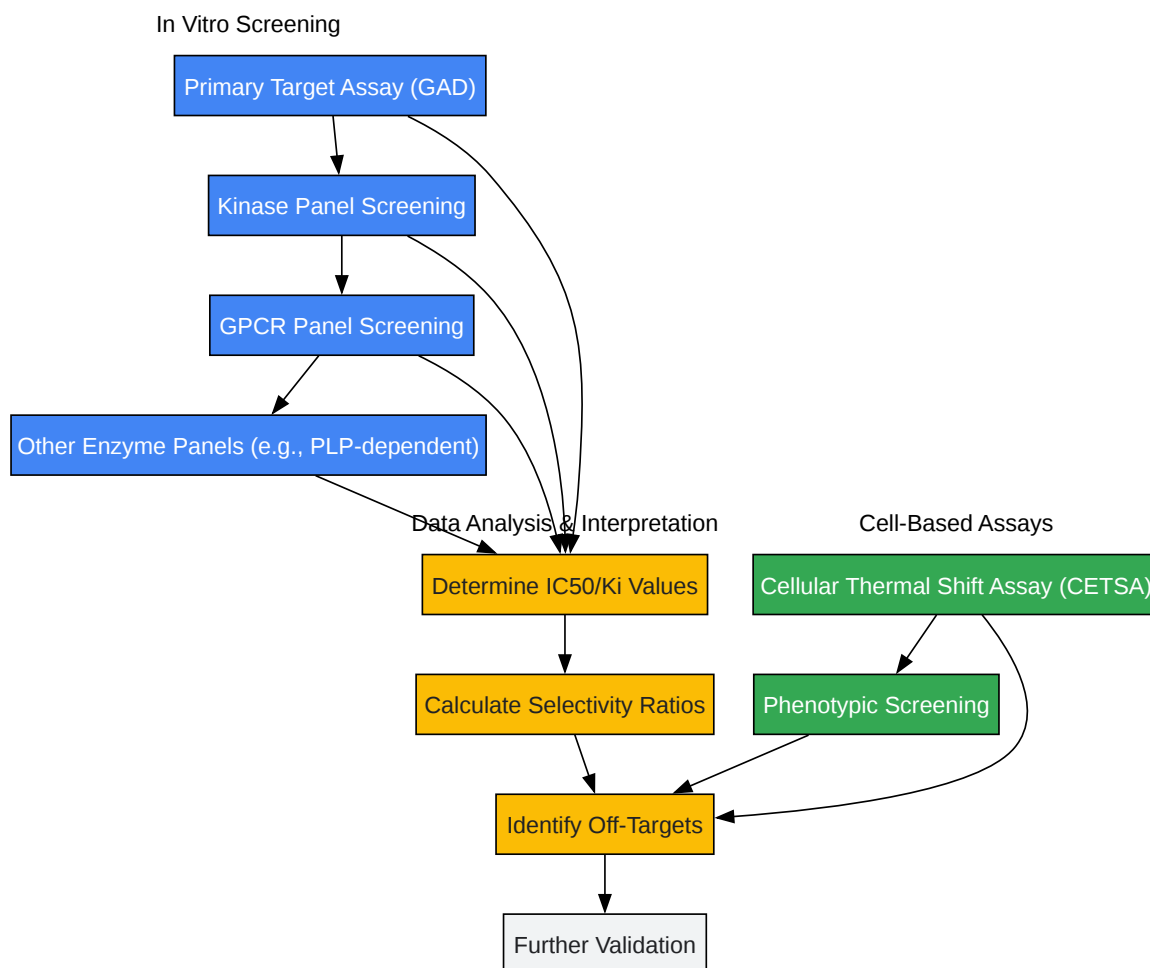 In Vitro Screening
Primary Target Assay (GAD)
Kinase Panel Screening
GPCR Panel Screening
Other Enzyme Panels (e.g., PLP-dependent)
Data Analysis & Interpretation
Cell-Based Assays
Determine IC50/Ki Values
Cellular Thermal Shift Assay (CETSA)
Calculate Selectivity Ratios
Phenotypic Screening
Identify Off-Targets
Further Validation